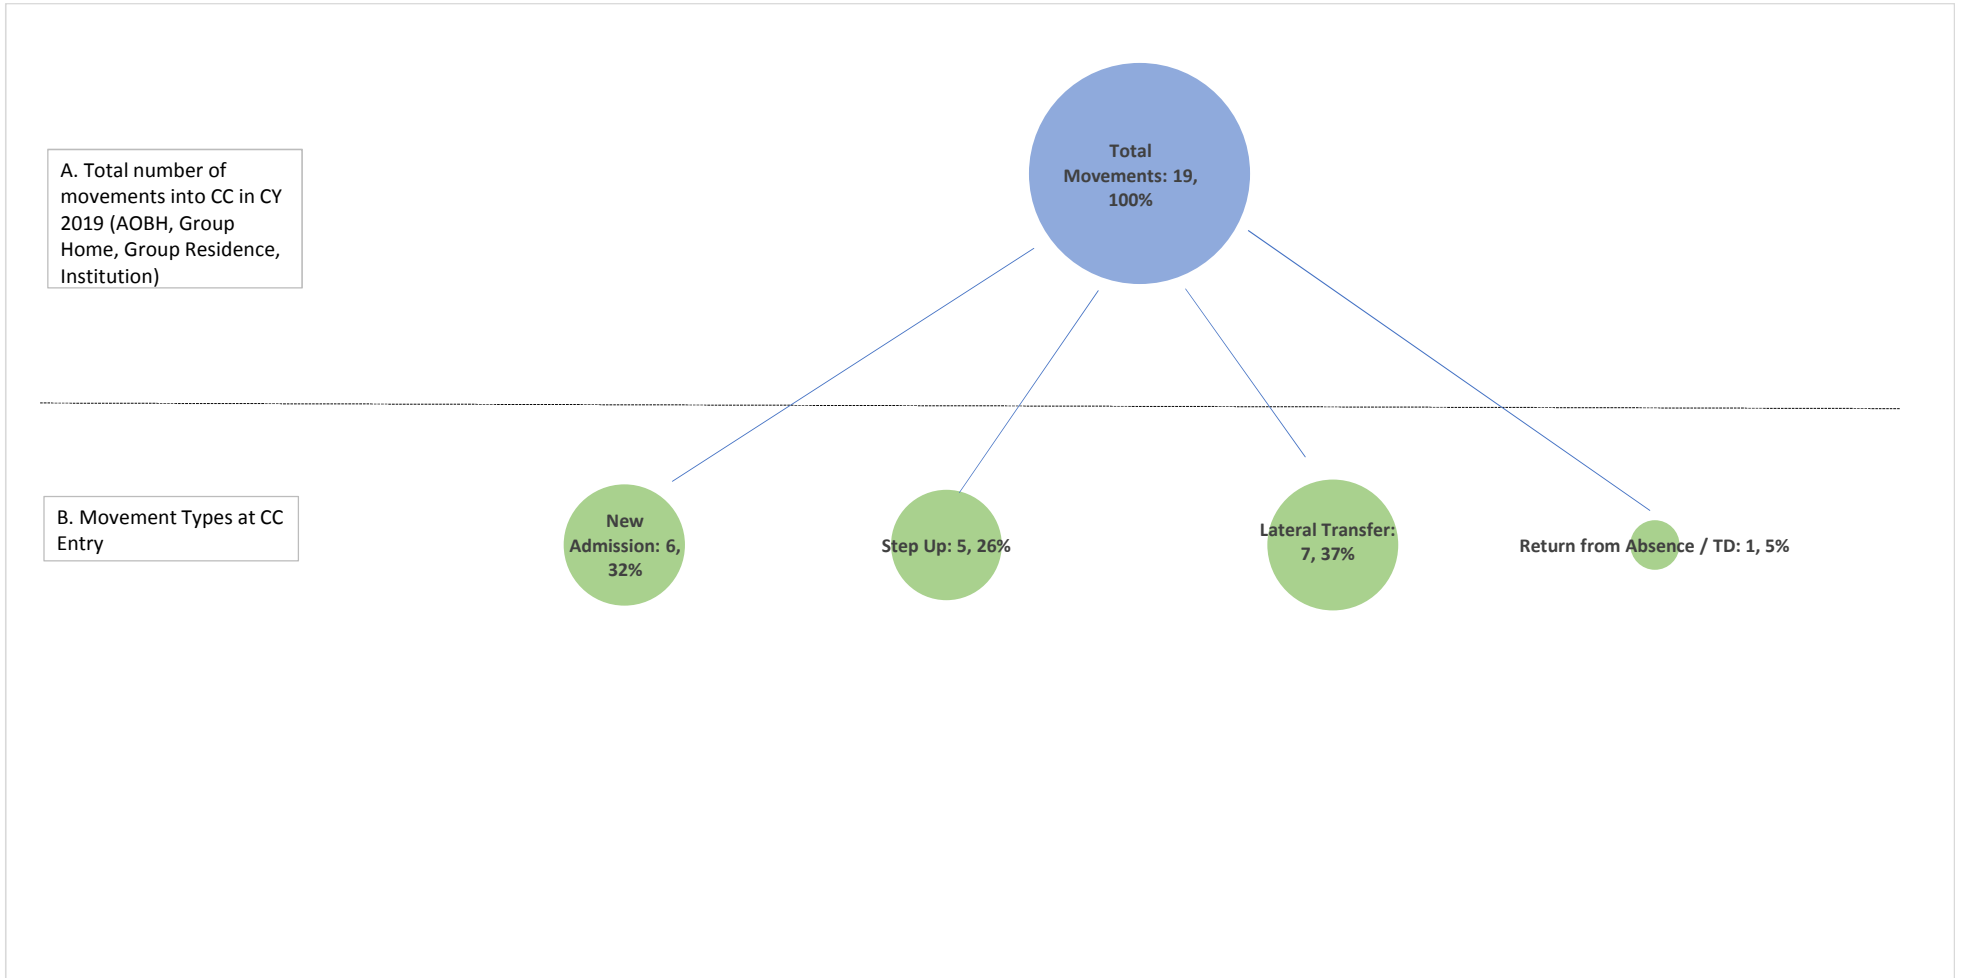 Total
Movements: 19,
100%
A. Total number of
movements into CC in CY
2019 (AOBH, Group
Home, Group Residence,
Institution)
B. Movement Types at CC
Entry
New
Admission: 6,
32%
Step Up: 5, 26%
Lateral Transfer:
7, 37%
Return from Absence / TD: 1, 5%